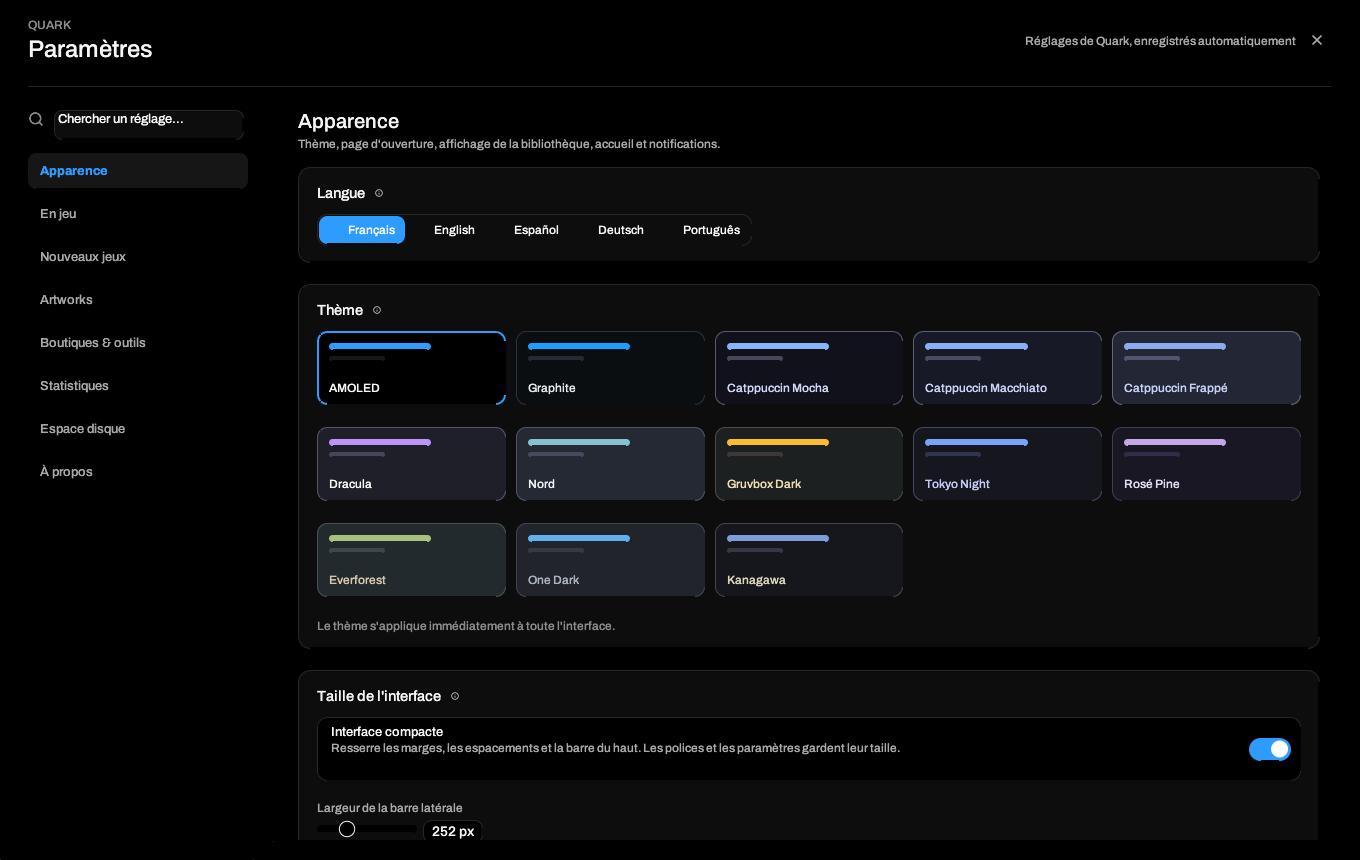 QUARK
Paramètres
Réglages de Quark, enregistrés automatiquement
Chercher un réglage...
Apparence
En jeu
Nouveaux jeux
Artworks
Boutiques & outils
Statistiques
Espace disque
À propos
Apparence
Thème, page d'ouverture, affichage de la bibliothèque, accueil et notifications.
Langue
Français English Español Deutsch Português
Thème
AMOLED Graphite Catppuccin Mocha Catppuccin Macchiato Catppuccin Frappé
Dracula Nord Gruvbox Dark Tokyo Night Rosé Pine
Everforest One Dark Kanagawa
Le thème s'applique immédiatement à toute l'interface.
Taille de l'interface
Interface compacte
Resserre les marges, les espacements et la barre du haut. Les polices et les paramètres gardent leur taille.
Largeur de la barre latérale
252 px